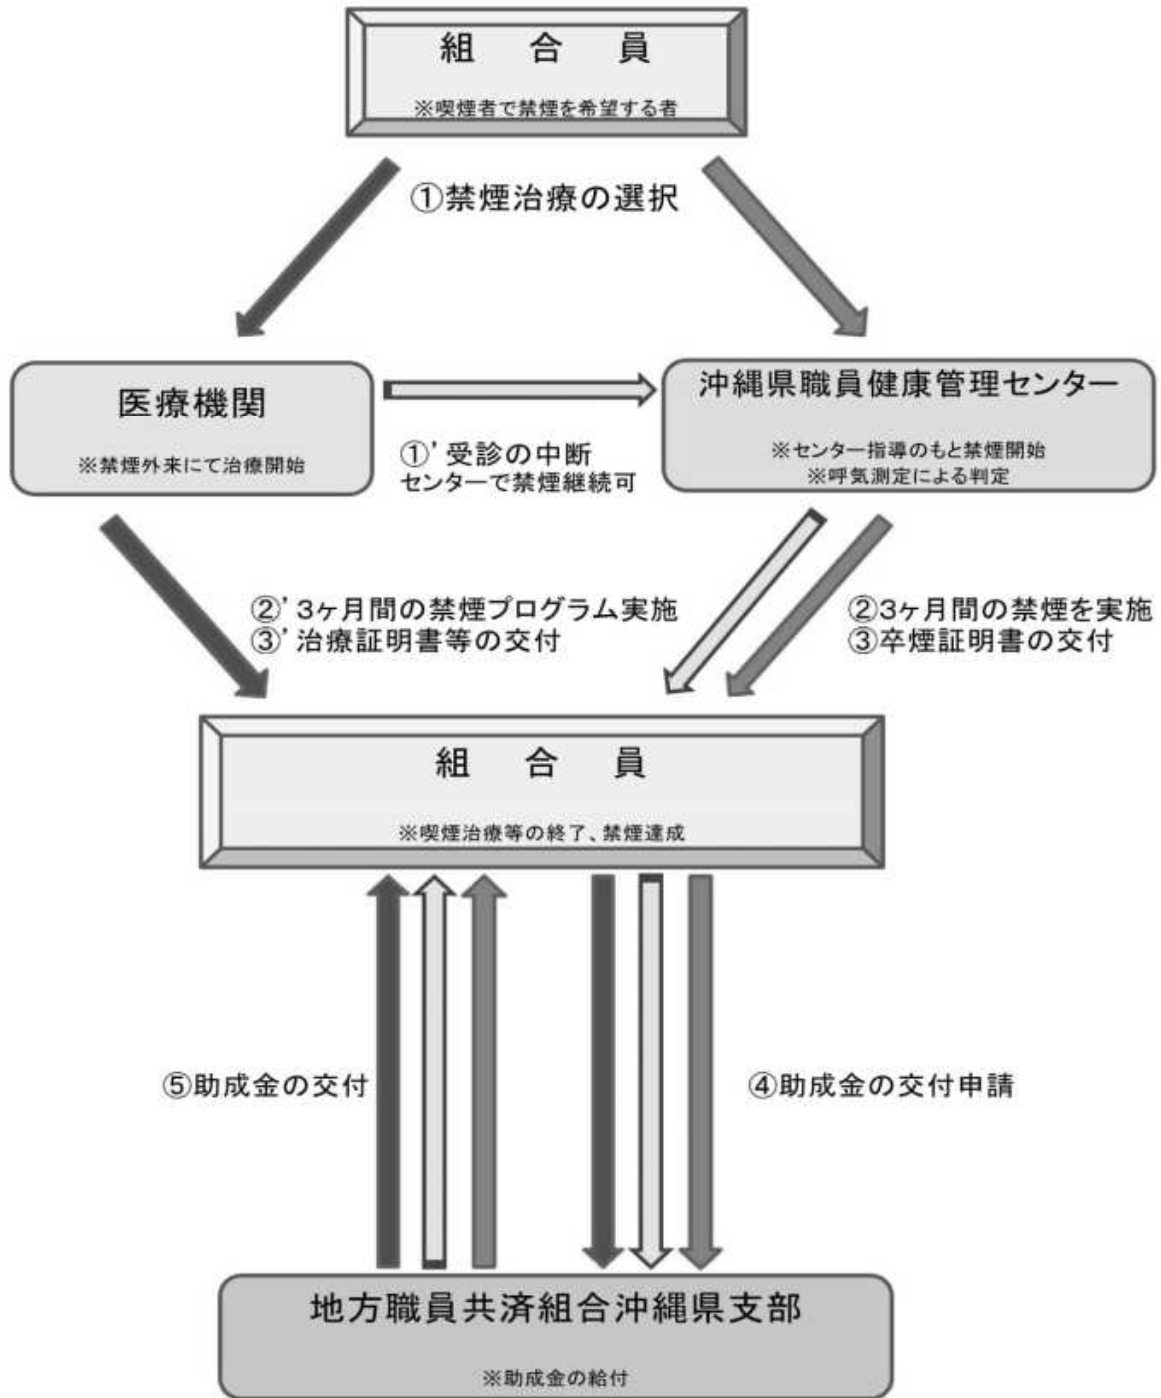 組 合 員
※喫煙者で禁煙を希望する者
①禁煙治療の選択
医療機関
※禁煙外来にて治療開始
①’受診の中断
センターで禁煙継続可
沖縄県職員健康管理センター
※センター指導のもと禁煙開始
※呼気測定による判定
②’3ヶ月間の禁煙プログラム実施
③’治療証明書等の交付
②3ヶ月間の禁煙を実施
③卒煙証明書の交付
組 合 員
※喫煙治療等の終了、禁煙達成
⑤助成金の交付
④助成金の交付申請
地方職員共済組合沖縄県支部
※助成金の給付